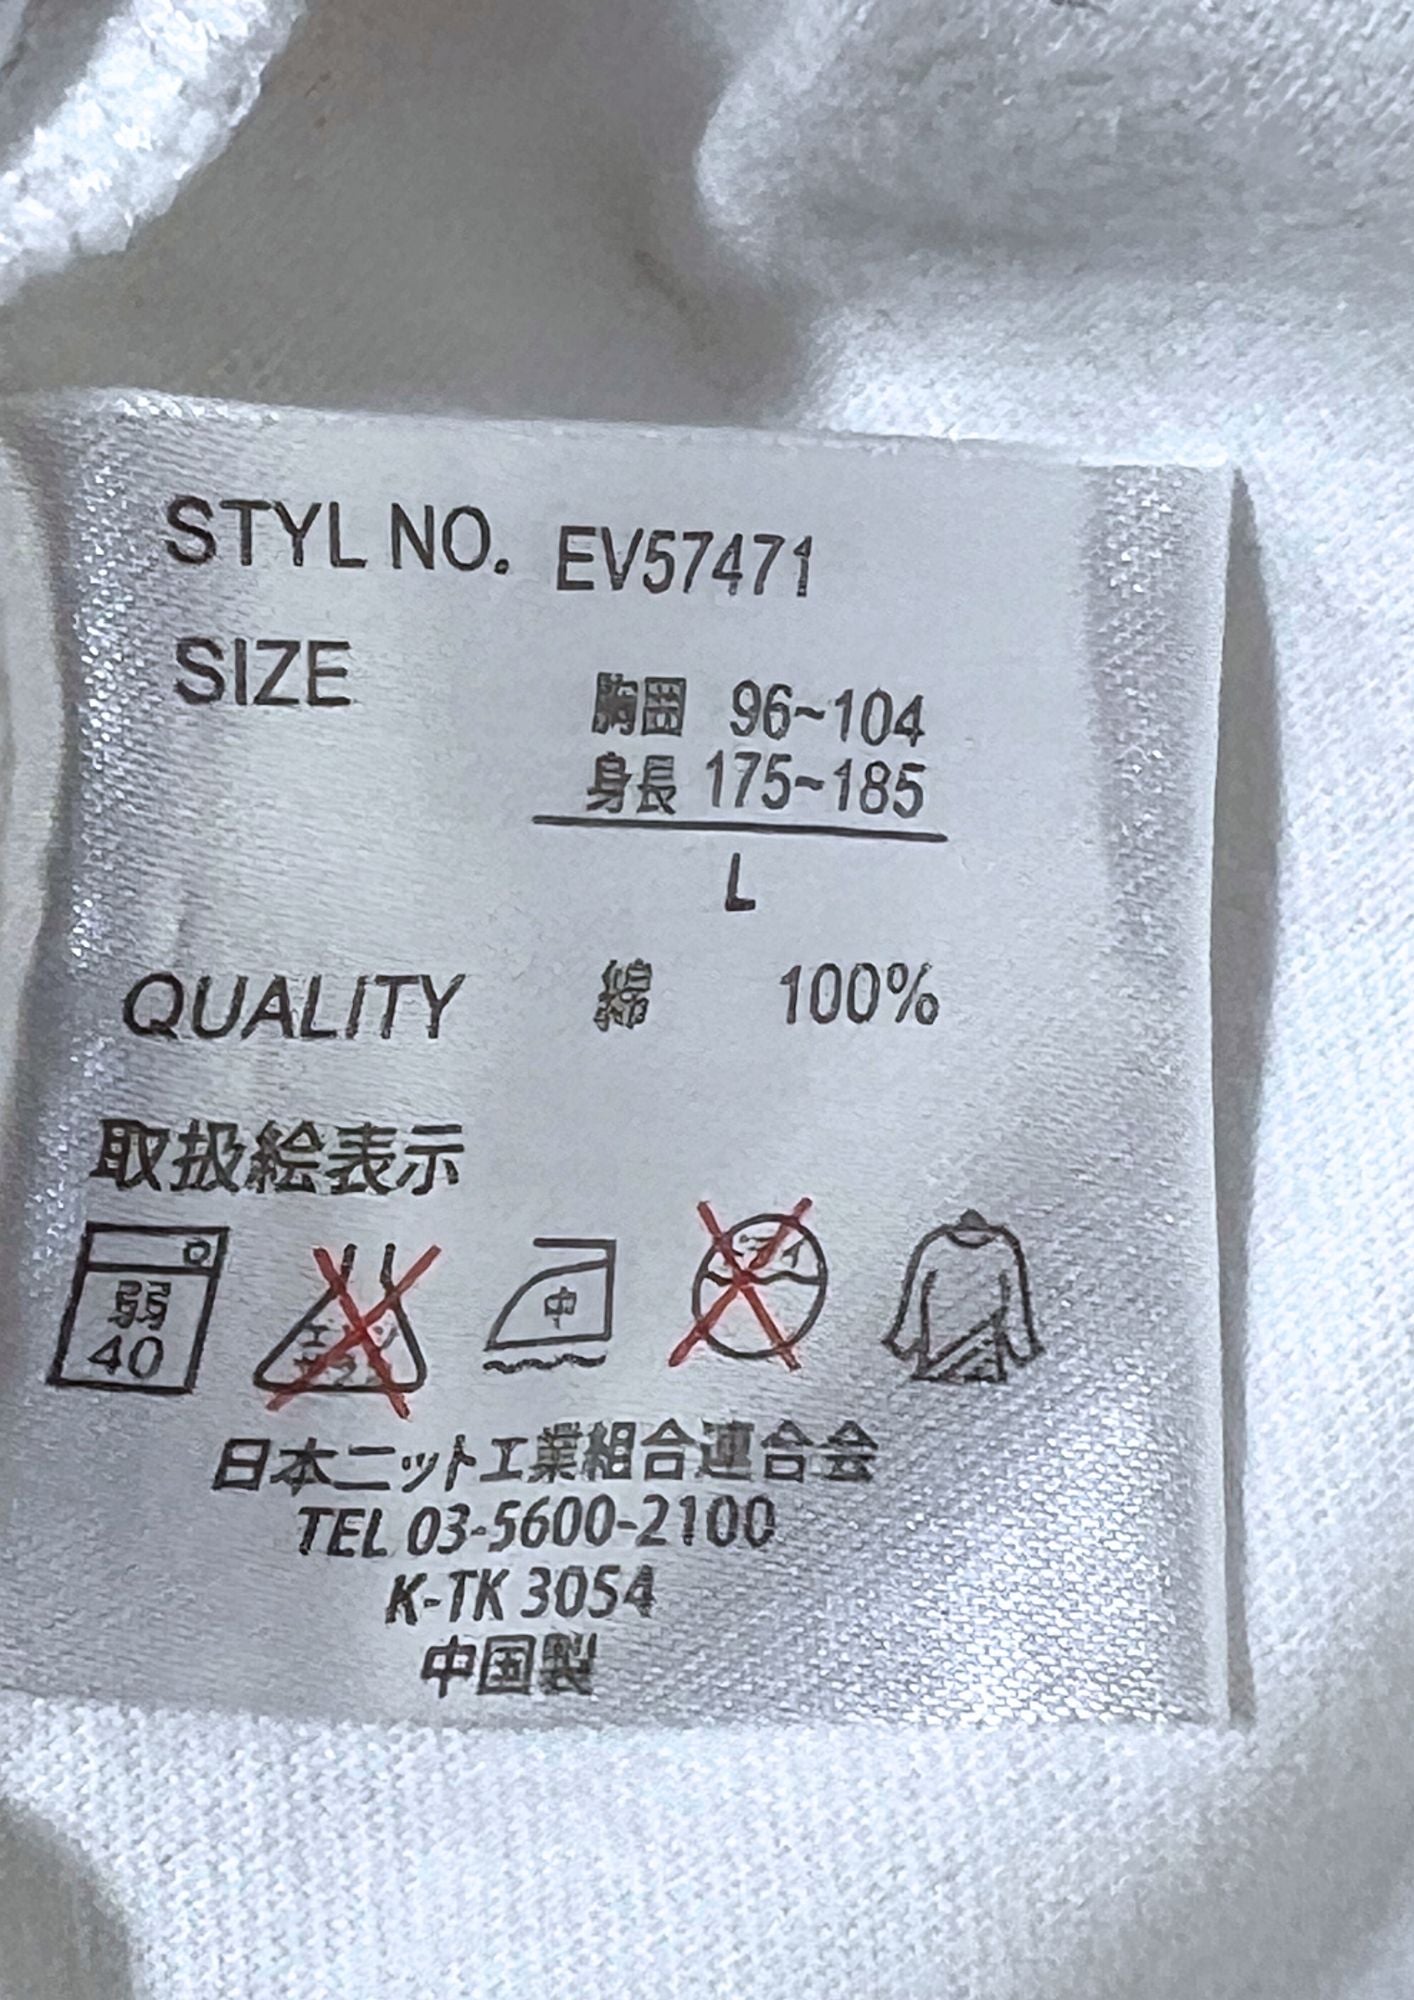 STYL NO. EV57471
SIZE
胸囲 96~104
身長 175~185
L
QUALITY 綿 100%
取扱絵表示
弱
40
中
日本ニット工業組合連合会
TEL 03-5600-2100
K-TK 3054
中国製